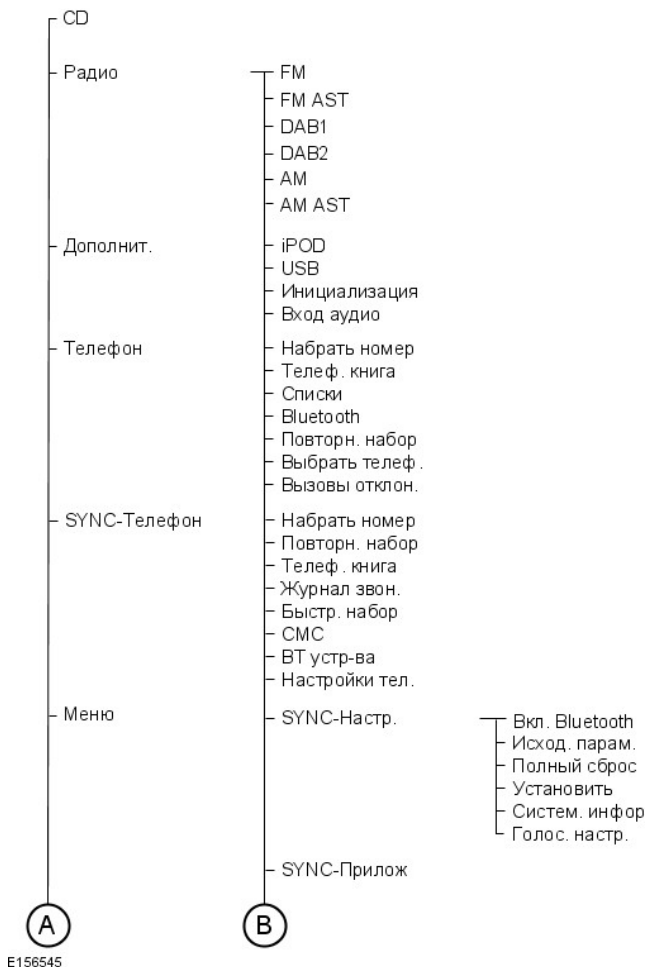 CD
Радио
FM
FM AST
DAB1
DAB2
AM
AM AST
Дополнит.
iPOD
USB
Инициализация
Вход аудио
Телефон
Набрать номер
Телеф. книга
Списки
Bluetooth
Повторн. набор
Выбрать телеф.
Вызовы отклон.
SYNC-Телефон
Набрать номер
Повторн. набор
Телеф. книга
Журнал звон.
Быстр. набор
СМС
ВТ устр-ва
Настройки тел.
Меню
SYNC-Настр.
Вкл. Bluetooth
Исход. парам.
Полный сброс
Установить
Систем. инфор
Голос. настр.
SYNC-Прилож
A
B
E156545